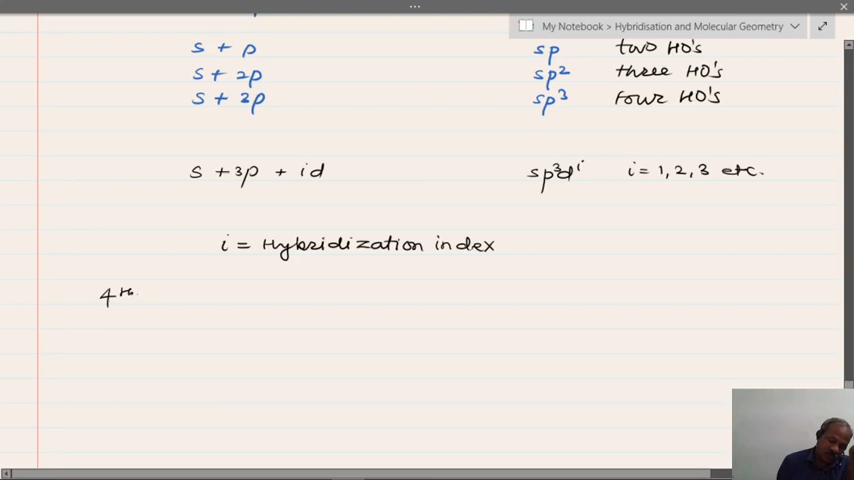 My Notebook > Hybridisation and Molecular Geometry
s + p sp two HO's
s + 2p sp2 three HO's
s + 3p sp3 four HO's
s + 3p + id sp3di i = 1, 2, 3 etc.
i = Hybridization index
4